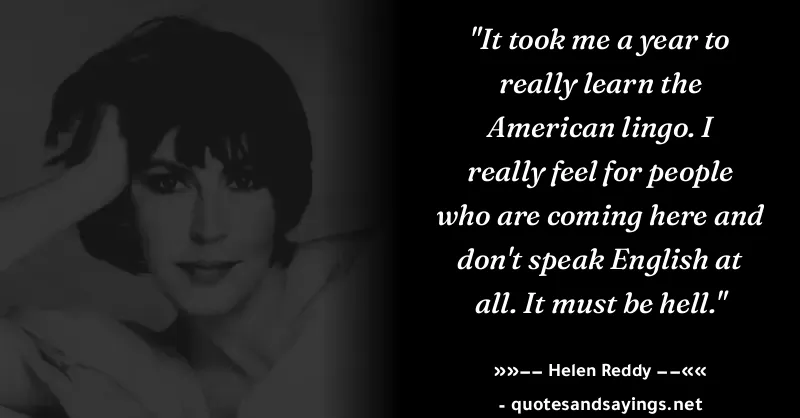 "It took me a year to
really learn the
American lingo. I
really feel for people
who are coming here and
don't speak English at
all. It must be hell."
»»−− Helen Reddy −−««
- quotesandsayings.net